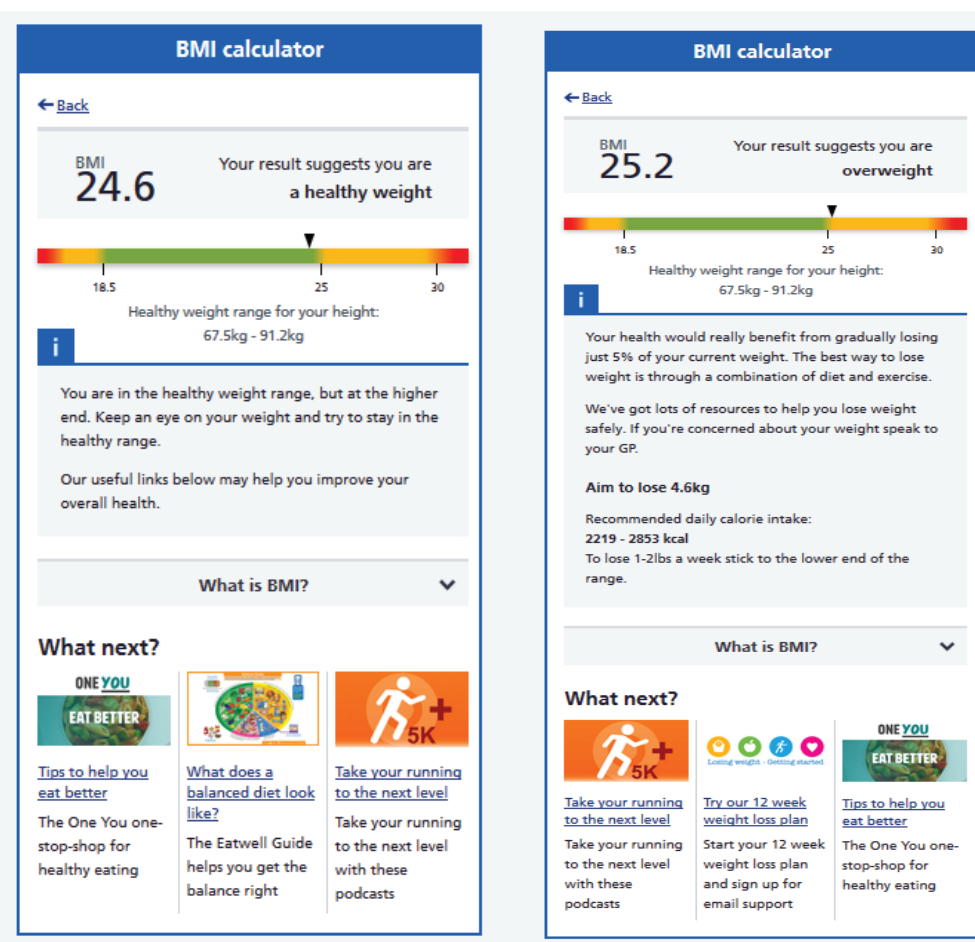 BMI calculator
Back
BMI
24.6
Your result suggests you are
a healthy weight
18.5
25
30
Healthy weight range for your height:
67.5kg - 91.2kg
i
You are in the healthy weight range, but at the higher
end. Keep an eye on your weight and try to stay in the
healthy range.
Our useful links below may help you improve your
overall health.
What is BMI?
What next?
ONE YOU
EAT BETTER
Tips to help you
eat better
The One You one-
stop-shop for
healthy eating
What does a
balanced diet look
like?
The Eatwell Guide
helps you get the
balance right
+
5K
Take your running
to the next level
Take your running
to the next level
with these
podcasts
BMI calculator
Back
BMI
25.2
Your result suggests you are
overweight
18.5
25
30
Healthy weight range for your height:
67.5kg - 91.2kg
i
Your health would really benefit from gradually losing
just 5% of your current weight. The best way to lose
weight is through a combination of diet and exercise.
We've got lots of resources to help you lose weight
safely. If you're concerned about your weight speak to
your GP.
Aim to lose 4.6kg
Recommended daily calorie intake:
2219 - 2853 kcal
To lose 1-2lbs a week stick to the lower end of the
range.
What is BMI?
What next?
+
5K
Take your running
to the next level
Take your running
to the next level
with these
podcasts
Losing weight - Getting started
Try our 12 week
weight loss plan
Start your 12 week
weight loss plan
and sign up for
email support
ONE YOU
EAT BETTER
Tips to help you
eat better
The One You one-
stop-shop for
healthy eating